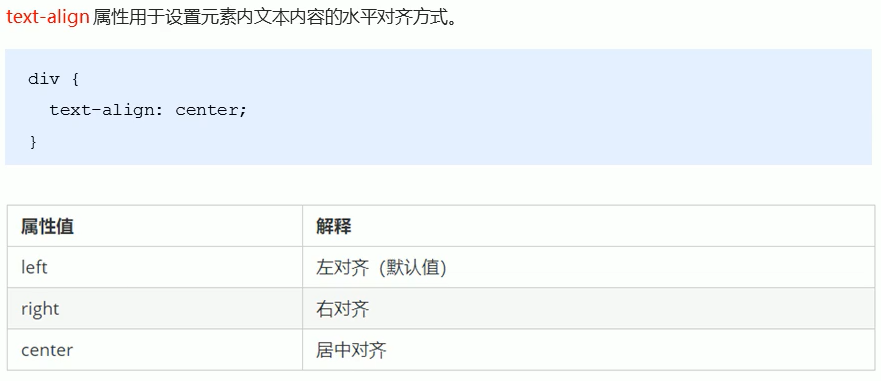 text-align 属性用于设置元素内文本内容的水平对齐方式。
div {
  text-align: center;
}
属性值 解释
left 左对齐（默认值）
right 右对齐
center 居中对齐